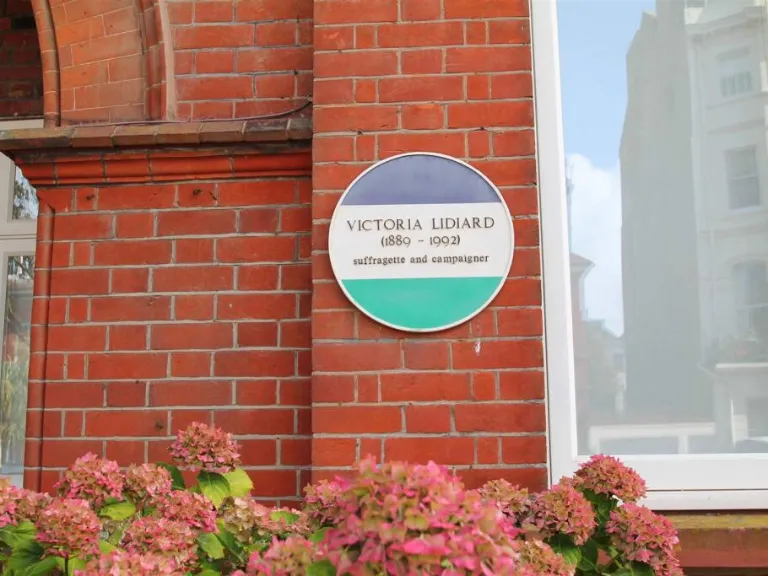 VICTORIA LIDIARD
(1889 - 1992)
suffragette and campaigner